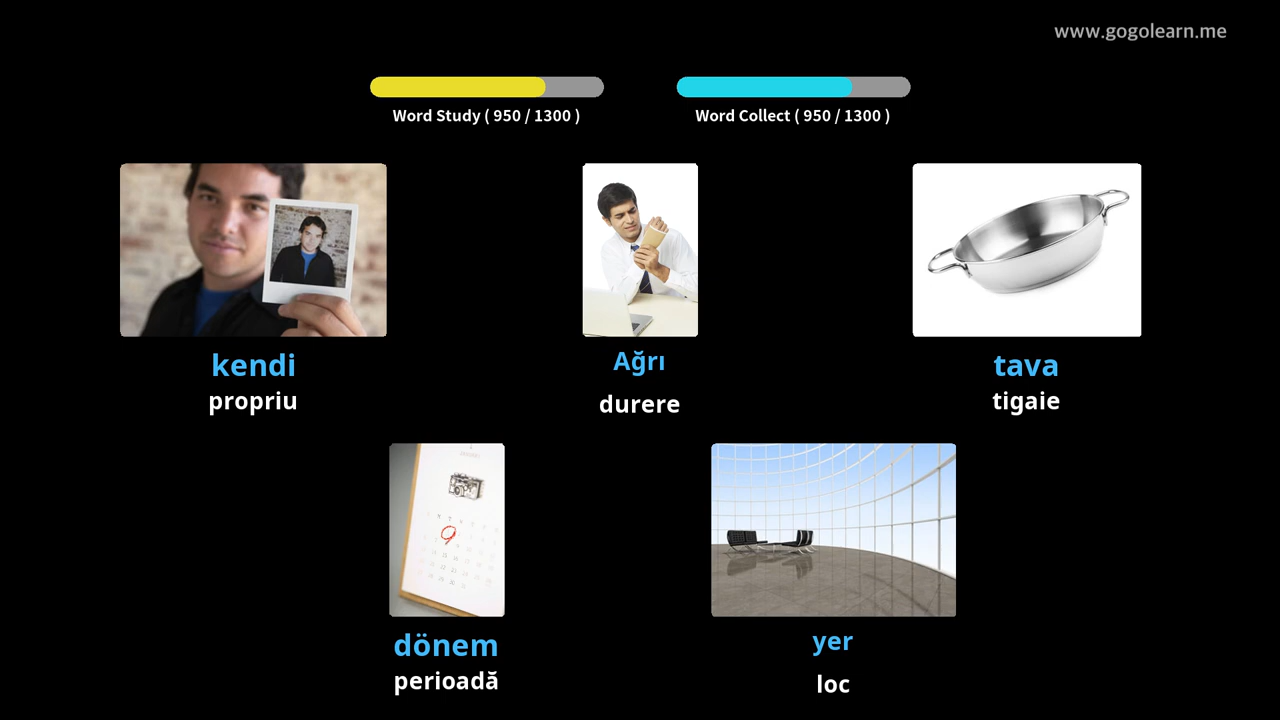 www.gogolearn.me
Word Study ( 950 / 1300 )
Word Collect ( 950 / 1300 )
kendi
propriu
Ağrı
durere
tava
tigaie
dönem
perioadă
yer
loc